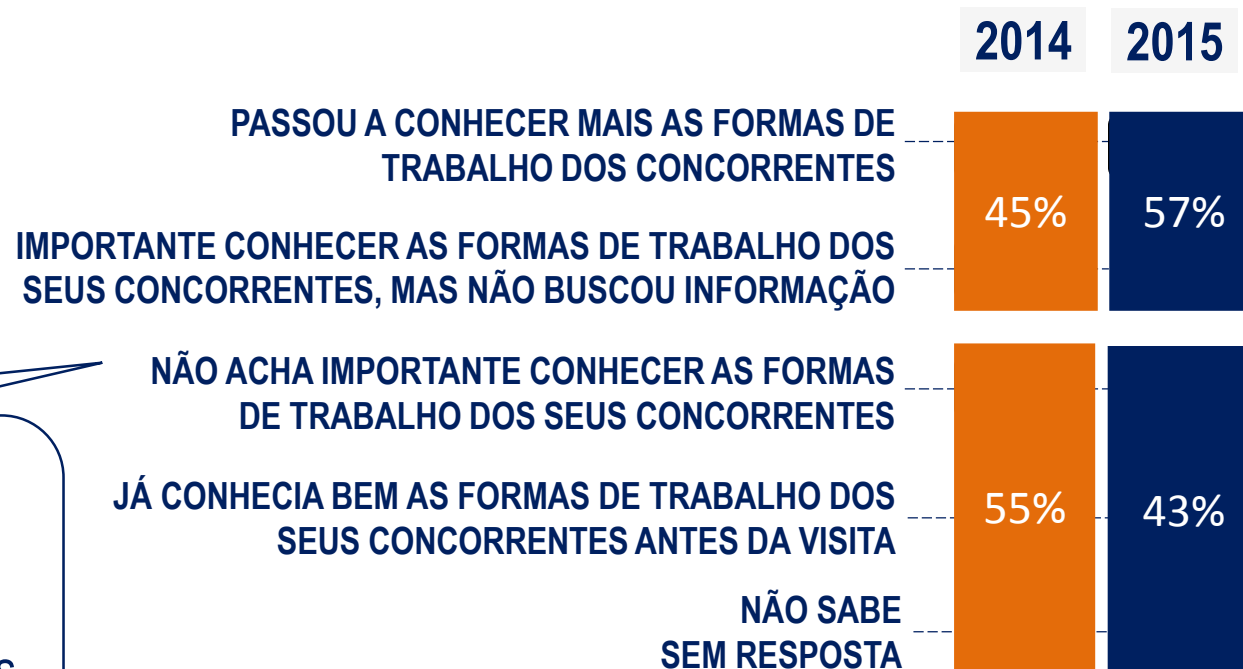 2014 2015
PASSOU A CONHECER MAIS AS FORMAS DE
TRABALHO DOS CONCORRENTES
45% 57%
IMPORTANTE CONHECER AS FORMAS DE TRABALHO DOS
SEUS CONCORRENTES, MAS NÃO BUSCOU INFORMAÇÃO
NÃO ACHA IMPORTANTE CONHECER AS FORMAS
DE TRABALHO DOS SEUS CONCORRENTES
JÁ CONHECIA BEM AS FORMAS DE TRABALHO DOS
SEUS CONCORRENTES ANTES DA VISITA
55% 43%
NÃO SABE
SEM RESPOSTA